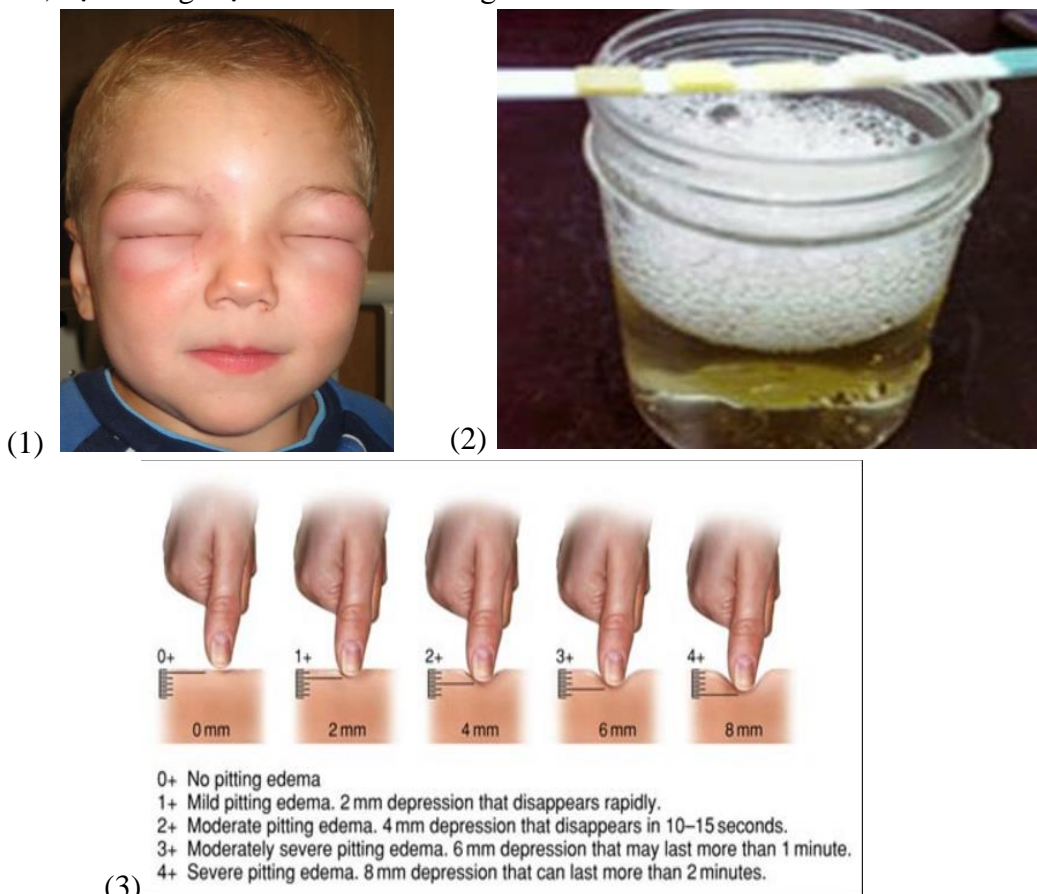 (1)
(2)
0+ 1+ 2+ 3+ 4+
0 mm 2 mm 4 mm 6 mm 8 mm
0+ No pitting edema
1+ Mild pitting edema. 2 mm depression that disappears rapidly.
2+ Moderate pitting edema. 4 mm depression that disappears in 10–15 seconds.
3+ Moderately severe pitting edema. 6 mm depression that may last more than 1 minute.
4+ Severe pitting edema. 8 mm depression that can last more than 2 minutes.
(3)